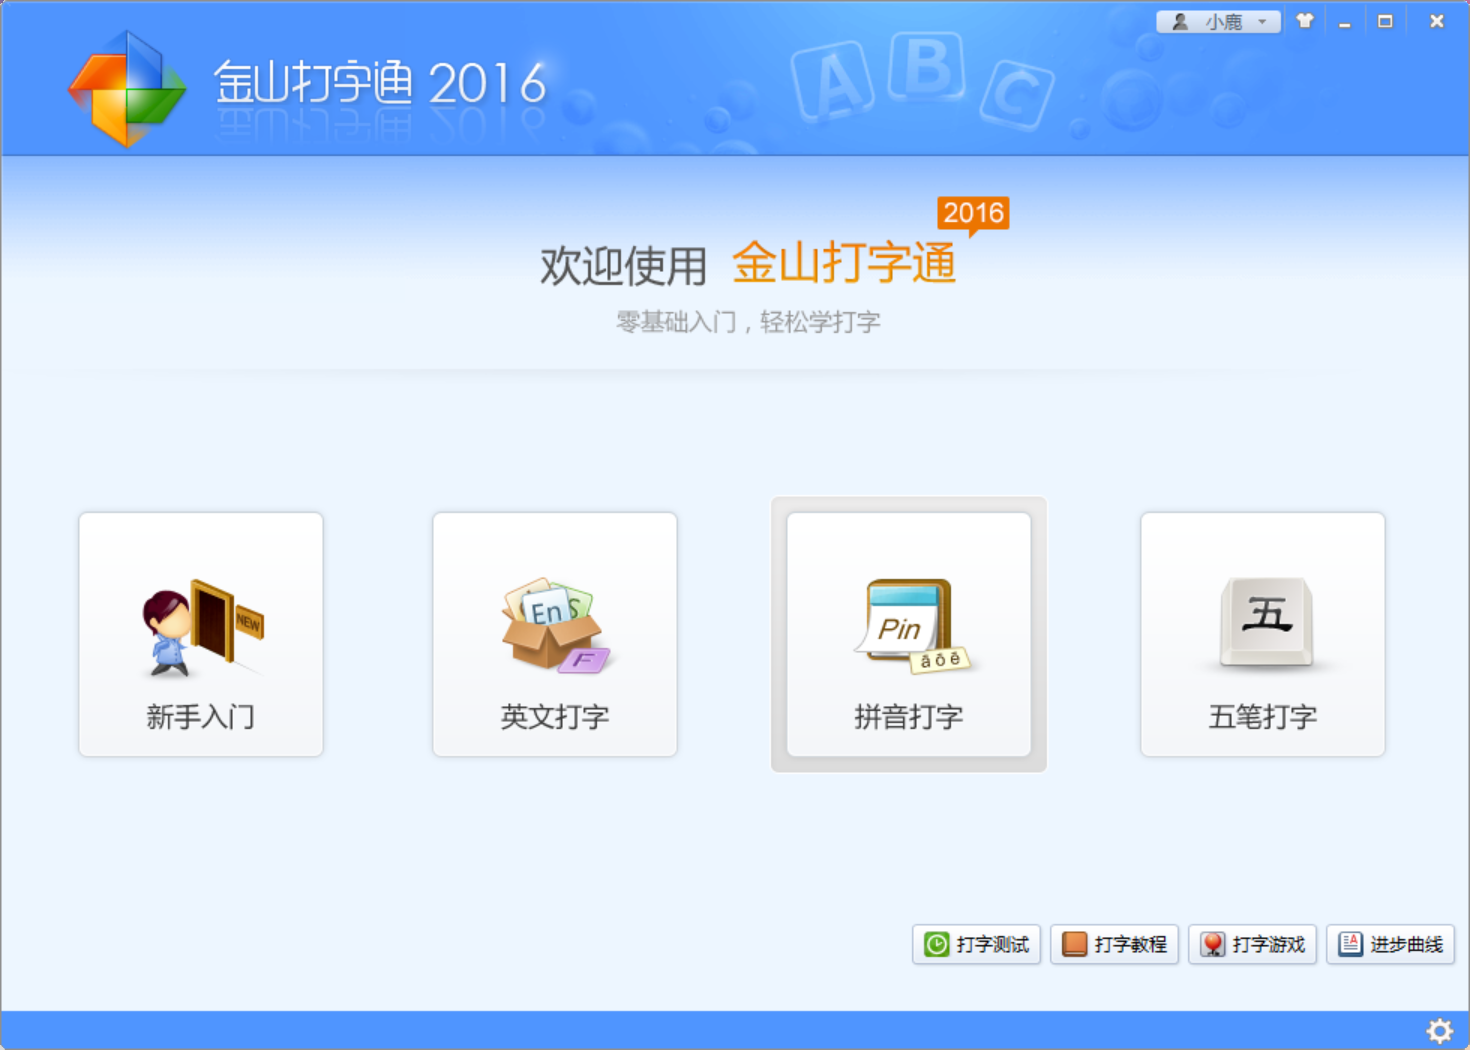 小鹿
金山打字通 2016
A B C
2016
欢迎使用 金山打字通
零基础入门，轻松学打字
NEW
En S
F
Pin
āōē
五
新手入门
英文打字
拼音打字
五笔打字
打字测试
打字教程
打字游戏
进步曲线